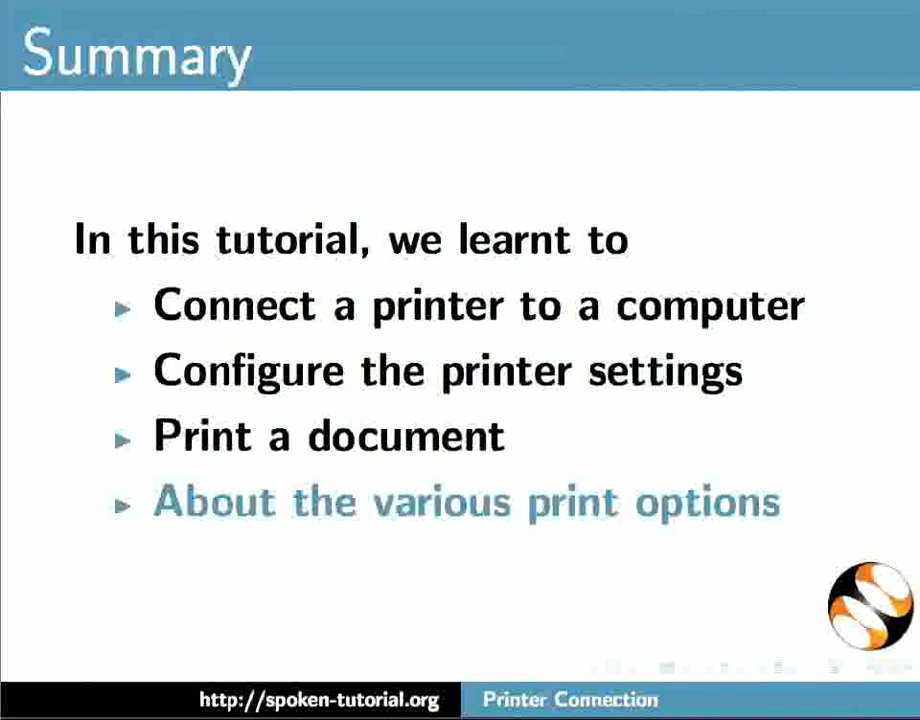 Summary
In this tutorial, we learnt to
Connect a printer to a computer
Configure the printer settings
Print a document
About the various print options
http://spoken-tutorial.org
Printer Connection